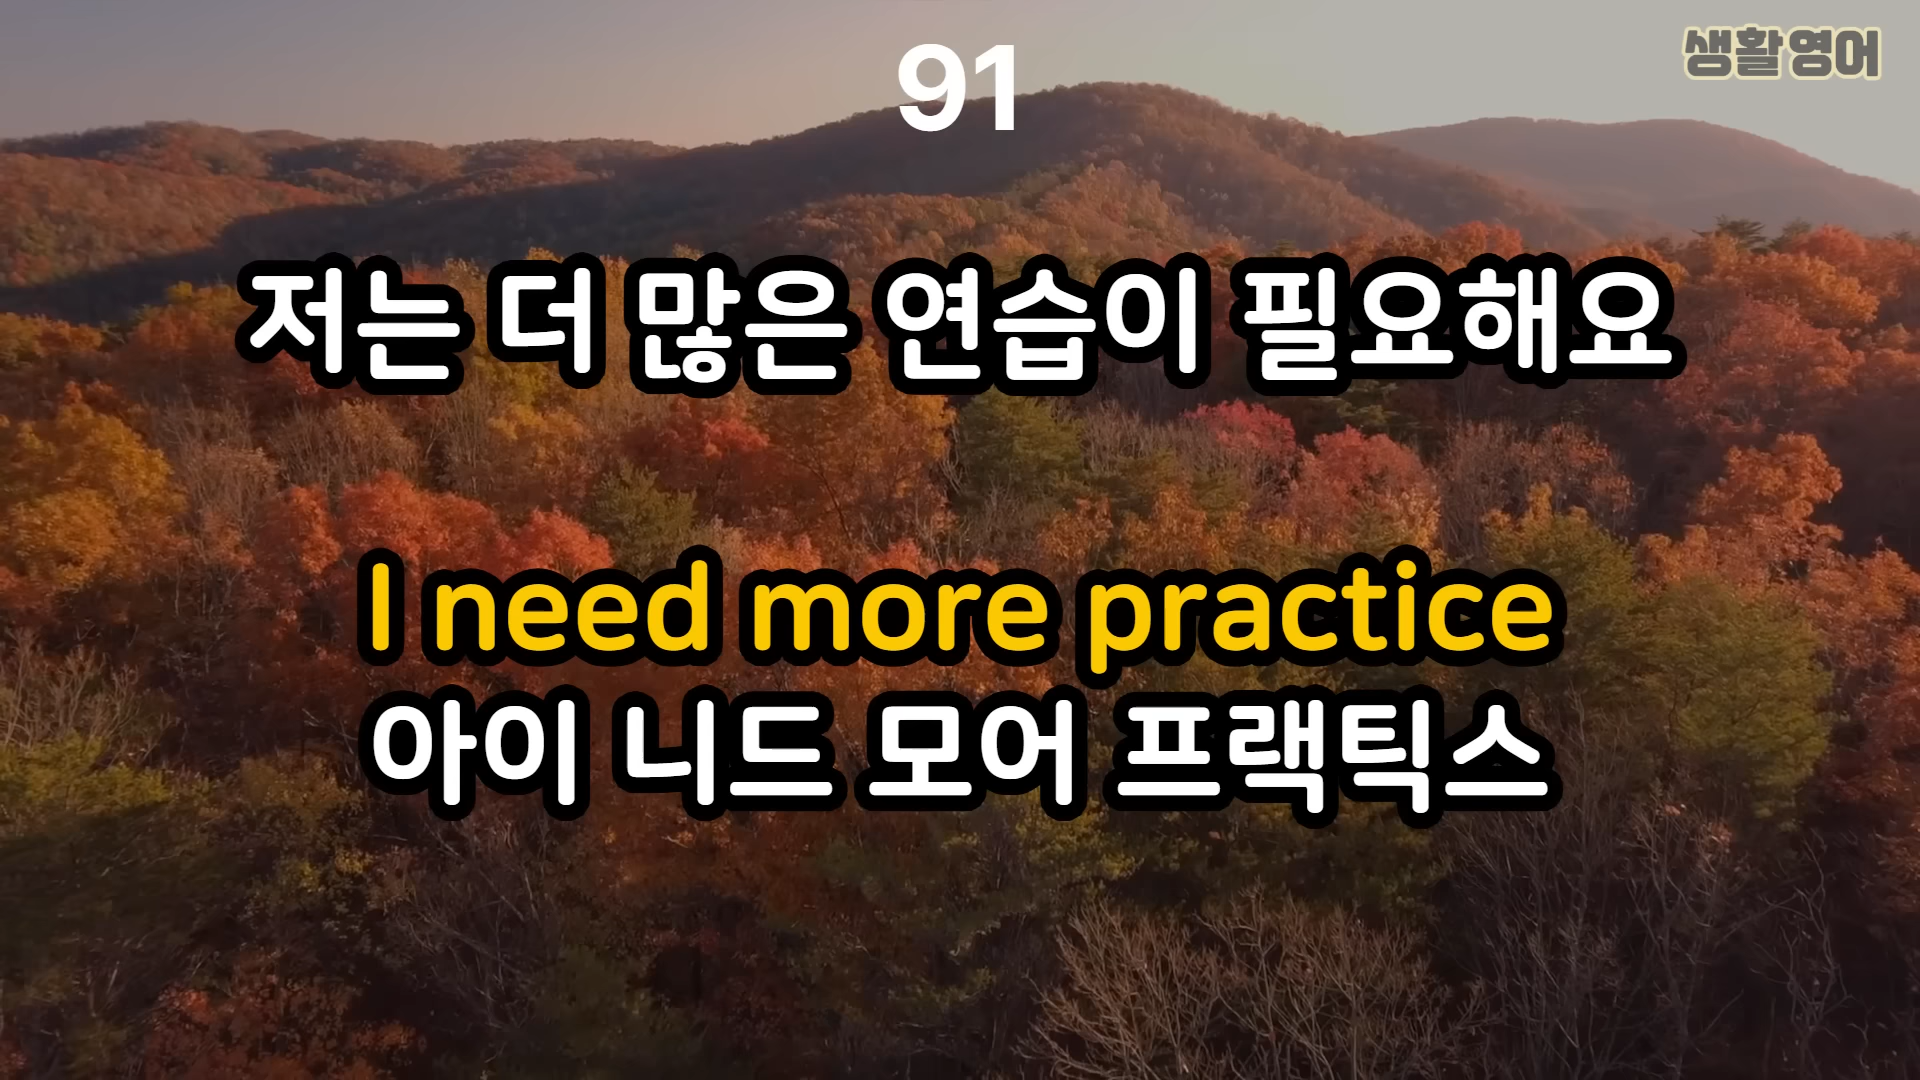 91
생활영어
저는 더 많은 연습이 필요해요
I need more practice
아이 니드 모어 프랙틱스